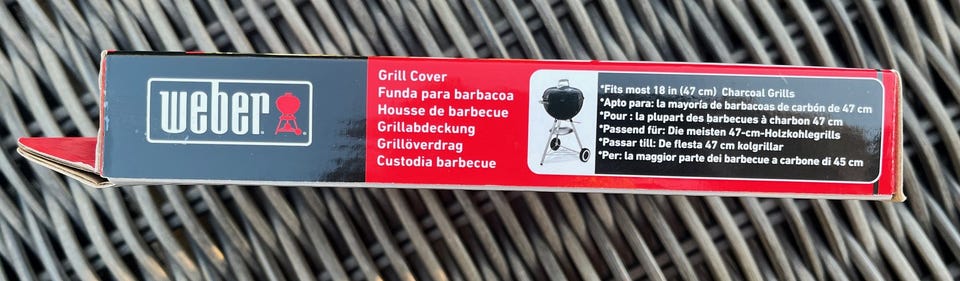 weber
Grill Cover
Funda para barbacoa
Housse de barbecue
Grillabdeckung
Grillöverdrag
Custodia barbecue
*Fits most 18 in (47 cm) Charcoal Grills
*Apto para: la mayoría de barbacoas de carbón de 47 cm
*Pour : la plupart des barbecues à charbon 47 cm
*Passend für: Die meisten 47-cm-Holzkohlegrills
*Passar till: De flesta 47 cm kolgrillar
*Per: la maggior parte dei barbecue a carbone di 45 cm